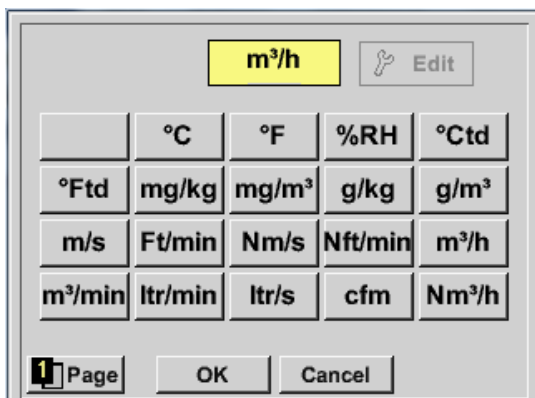 m³/h Edit
°C °F %RH °Ctd
°Ftd mg/kg mg/m³ g/kg g/m³
m/s Ft/min Nm/s Nft/min m³/h
m³/min ltr/min ltr/s cfm Nm³/h
1 Page OK Cancel